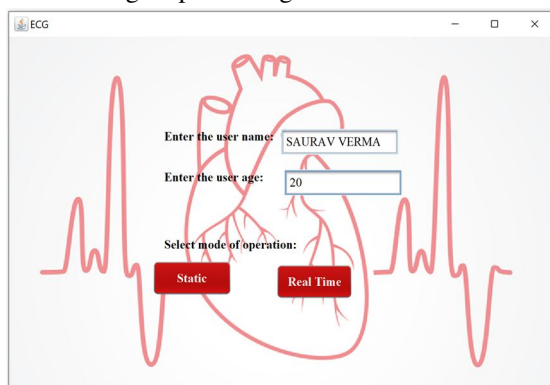 ECG
Enter the user name: SAURAV VERMA
Enter the user age: 20
Select mode of operation:
Static Real Time